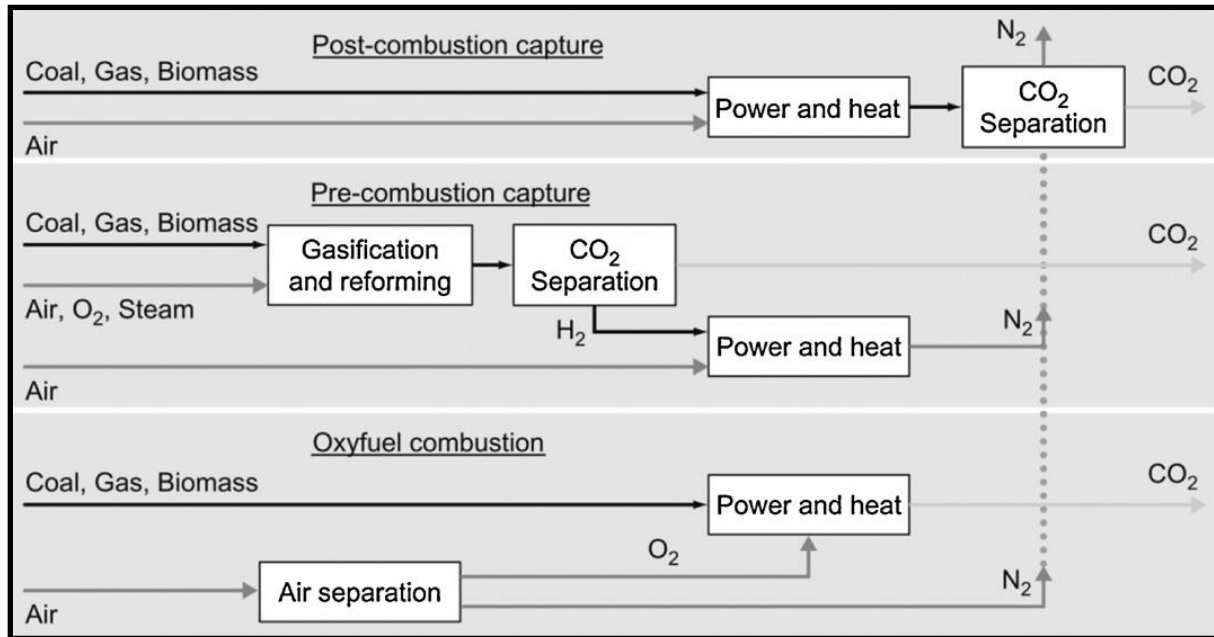 Post-combustion capture
N2
Coal, Gas, Biomass
CO2
Power and heat
CO2
Separation
Air
Pre-combustion capture
Coal, Gas, Biomass
CO2
Gasification
and reforming
CO2
Separation
Air, O2, Steam
H2
N2
Power and heat
Air
Oxyfuel combustion
Coal, Gas, Biomass
CO2
Power and heat
O2
Air separation
N2
Air